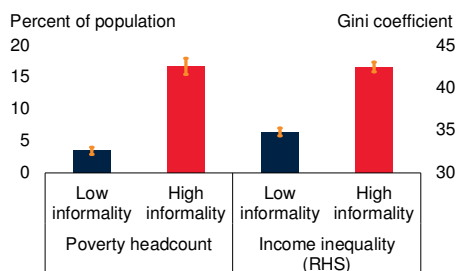 Percent of population Gini coefficient
20 45
15 40
10
5 35
0 30
Low informality High informality Low informality High informality
Poverty headcount Income inequality (RHS)